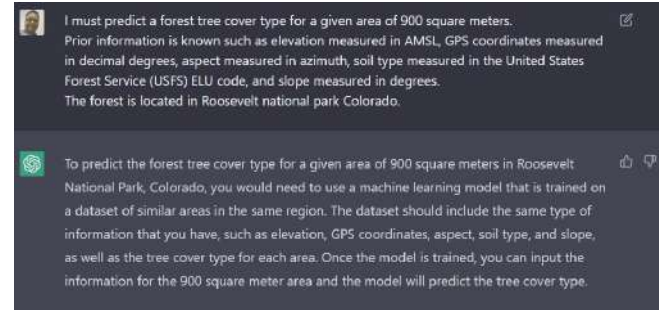 I must predict a forest tree cover type for a given area of 900 square meters.
Prior information is known such as elevation measured in AMSL, GPS coordinates measured
in decimal degrees, aspect measured in azimuth, soil type measured in the United States
Forest Service (USFS) ELU code, and slope measured in degrees.
The forest is located in Roosevelt national park Colorado.
To predict the forest tree cover type for a given area of 900 square meters in Roosevelt
National Park, Colorado, you would need to use a machine learning model that is trained on
a dataset of similar areas in the same region. The dataset should include the same type of
information that you have, such as elevation, GPS coordinates, aspect, soil type, and slope,
as well as the tree cover type for each area. Once the model is trained, you can input the
information for the 900 square meter area and the model will predict the tree cover type.